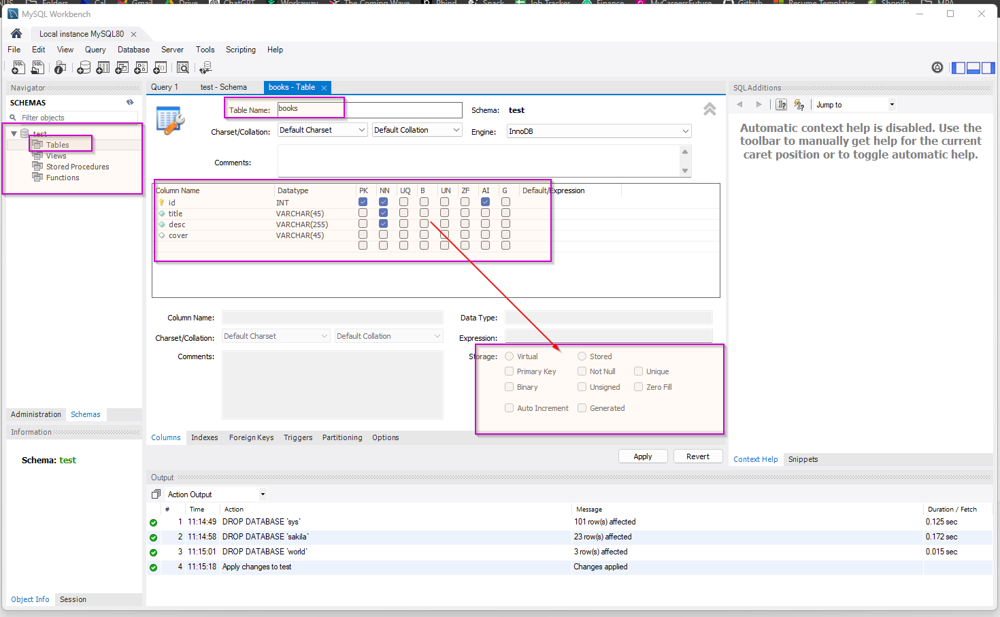 Folders Cal Gmail Drive ChatGPT Workaway The Coming Wave Rhind Snack Job Tracker Finance MyCareersFuture Github Resume Templates Shopify MPA
MySQL Workbench
Local instance MySQL80
File Edit View Query Database Server Tools Scripting Help
Navigator
SCHEMAS
Filter objects
test
Tables
Views
Stored Procedures
Functions
Administration Schemas
Information
Schema: test
Object Info Session
Query 1 test - Schema books - Table
Table Name: books Schema: test
Charset/Collation: Default Charset Default Collation Engine: InnoDB
Comments:
Column Name Datatype PK NN UQ B UN ZF AI G Default/Expression
id INT
title VARCHAR(45)
desc VARCHAR(255)
cover VARCHAR(45)
Column Name: Data Type:
Charset/Collation: Default Charset Default Collation Expression:
Comments: Storage: Virtual Stored
Primary Key Not Null Unique
Binary Unsigned Zero Fill
Auto Increment Generated
Columns Indexes Foreign Keys Triggers Partitioning Options
Apply Revert
SQLAdditions
Jump to
Automatic context help is disabled. Use the
toolbar to manually get help for the current
caret position or to toggle automatic help.
Context Help Snippets
Output
Action Output
# Time Action Message Duration / Fetch
1 11:14:49 DROP DATABASE `sys` 101 row(s) affected 0.125 sec
2 11:14:58 DROP DATABASE `sakila` 23 row(s) affected 0.172 sec
3 11:15:01 DROP DATABASE `world` 3 row(s) affected 0.015 sec
4 11:15:18 Apply changes to test Changes applied